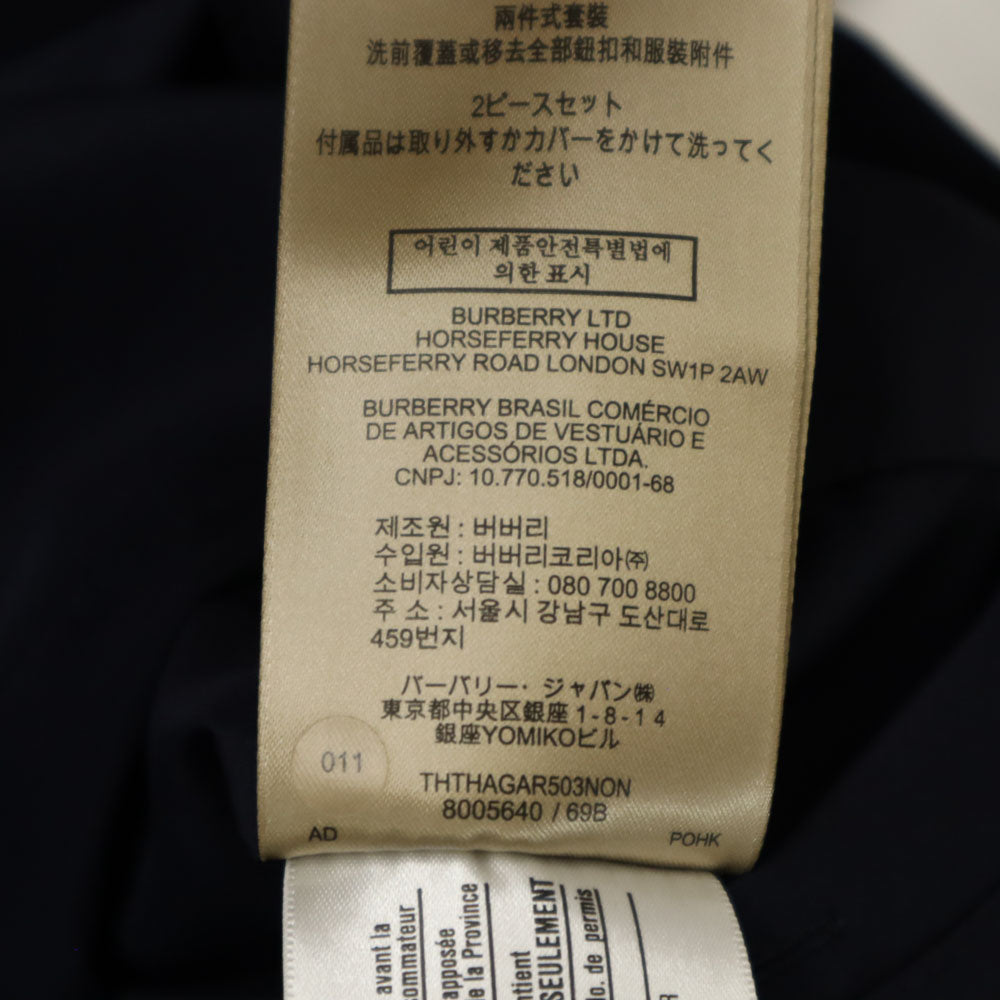 兩件式套裝
洗前覆蓋或移去全部鈕扣和服裝附件
2ピースセット
付属品は取り外すかカバーをかけて洗ってく
ださい
어린이 제품안전특별법에
의한 표시
BURBERRY LTD
HORSEFERRY HOUSE
HORSEFERRY ROAD LONDON SW1P 2AW
BURBERRY BRASIL COMÉRCIO
DE ARTIGOS DE VESTUÁRIO E
ACESSÓRIOS LTDA.
CNPJ: 10.770.518/0001-68
제조원 : 버버리
수입원 : 버버리코리아㈜
소비자상담실 : 080 700 8800
주 소 : 서울시 강남구 도산대로
459번지
バーバリー・ジャパン㈱
東京都中央区銀座 1 - 8 - 1 4
銀座YOMIKOビル
011
THTHAGAR503NON
8005640 / 69B
AD
POHK
avant la
sommateur
apposée
de la Province
ntient
SEULEMENT
No. de permis